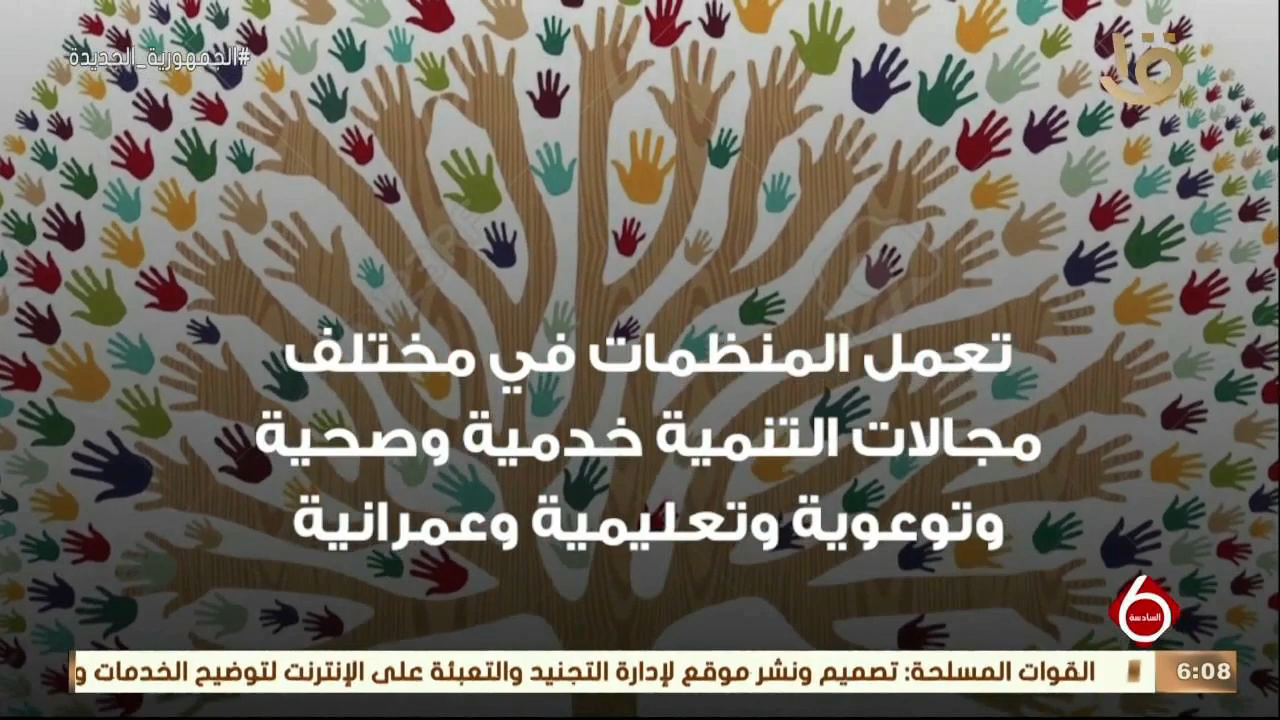 #الجمهورية_الجديدة
تعمل المنظمات في مختلف
مجالات التنمية خدمية وصحية
وتوعوية وتعليمية وعمرانية
السادسة
6:08
القوات المسلحة: تصميم ونشر موقع لإدارة التجنيد والتعبئة على الإنترنت لتوضيح الخدمات و